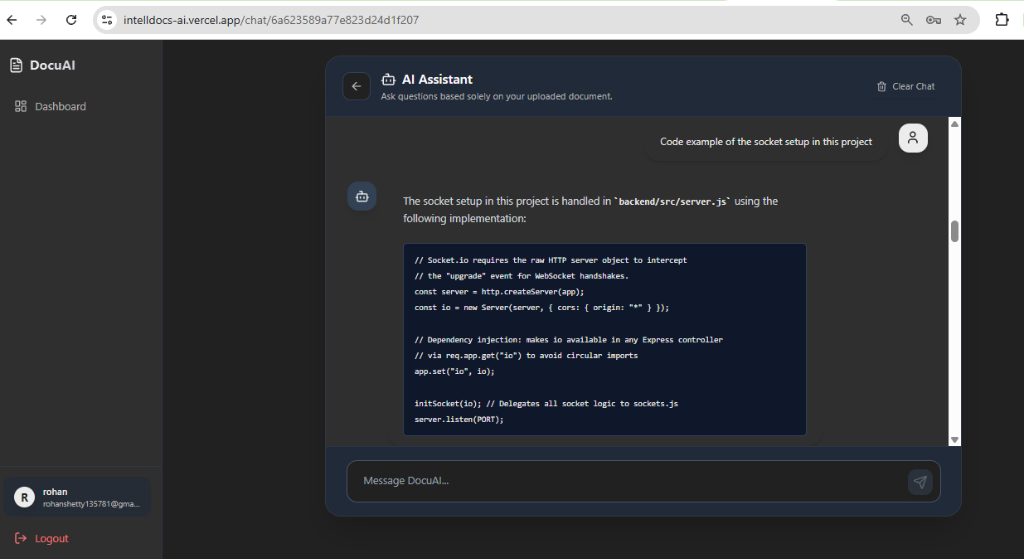 intelldocs-ai.vercel.app/chat/6a623589a77e823d24d1f207
DocuAI
Dashboard
AI Assistant
Ask questions based solely on your uploaded document.
Clear Chat
Code example of the socket setup in this project
The socket setup in this project is handled in `backend/src/server.js` using the
following implementation:
// Socket.io requires the raw HTTP server object to intercept
// the "upgrade" event for WebSocket handshakes.
const server = http.createServer(app);
const io = new Server(server, { cors: { origin: "*" } });
// Dependency injection: makes io available in any Express controller
// via req.app.get("io") to avoid circular imports
app.set("io", io);
initSocket(io); // Delegates all socket logic to sockets.js
server.listen(PORT);
Message DocuAI...
R
rohan
rohanshetty135781@gma...
Logout